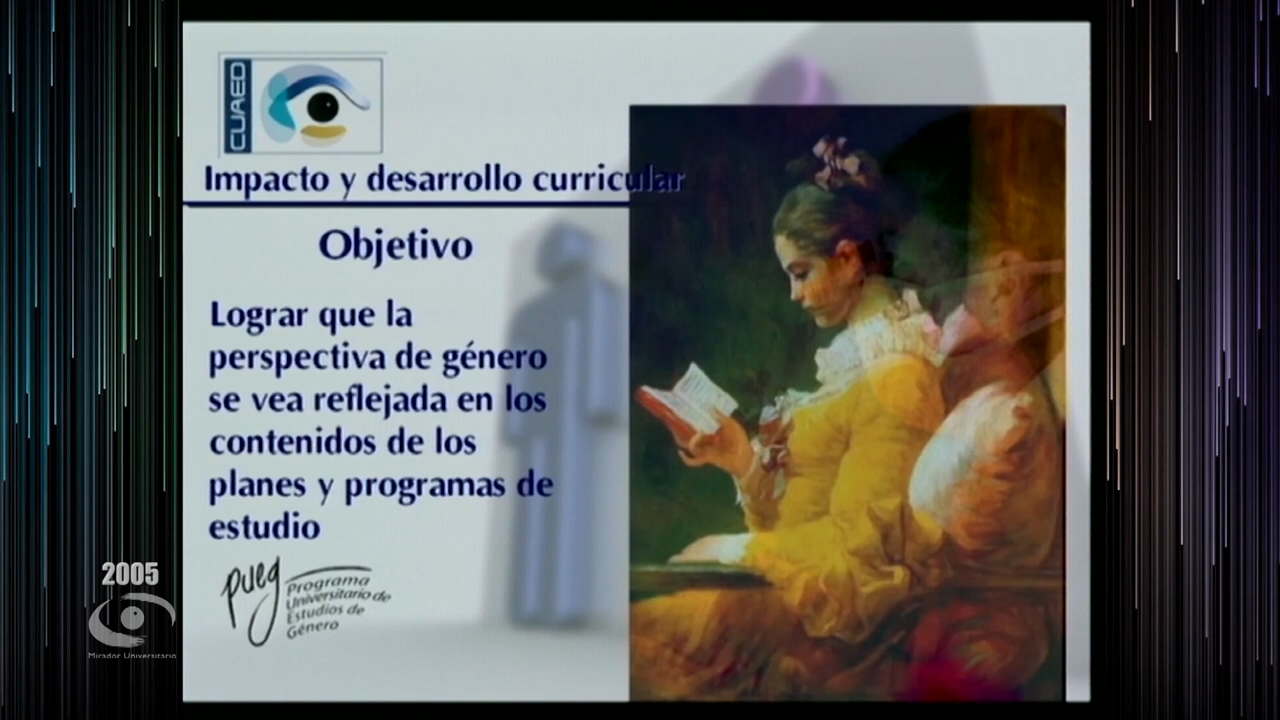 CUAED
Impacto y desarrollo curricular
Objetivo
Lograr que la
perspectiva de género
se vea reflejada en los
contenidos de los
planes y programas de
estudio
pueg
Programa
Universitario de
Estudios de
Género
2005
Mirador Universitario